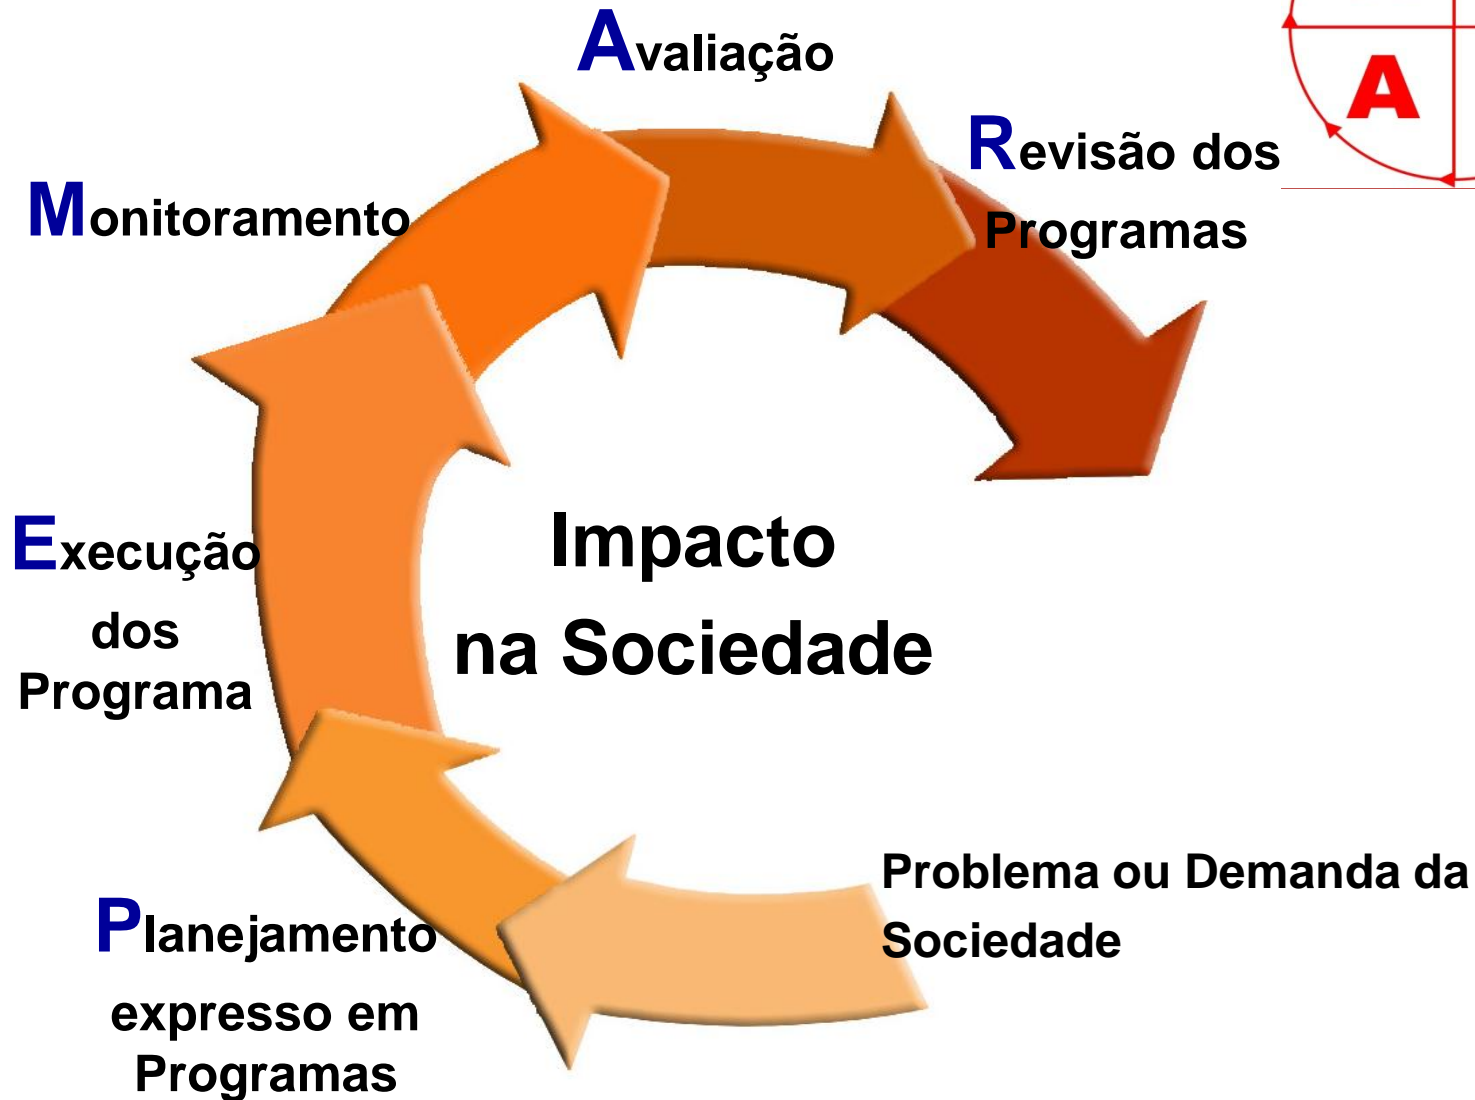 Avaliação
A
Revisão dos
Programas
Monitoramento
Execução
dos
Programa
Impacto
na Sociedade
Planejamento
expresso em
Programas
Problema ou Demanda da
Sociedade